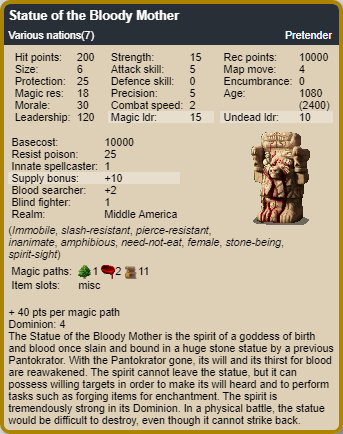 Statue of the Bloody Mother
Various nations(7) Pretender
Hit points: 200 Strength: 15 Rec points: 10000
Size: 6 Attack skill: 5 Map move: 4
Protection: 25 Defence skill: 0 Encumbrance: 0
Magic res: 18 Precision: 5 Age: 1080
Morale: 30 Combat speed: 2 (2400)
Leadership: 120 Magic ldr: 15 Undead ldr: 10
Basecost: 10000
Resist poison: 25
Innate spellcaster: 1
Supply bonus: +10
Blood searcher: +2
Blind fighter: 1
Realm: Middle America
(Immobile, slash-resistant, pierce-resistant,
inanimate, amphibious, need-not-eat, female, stone-being,
spirit-sight)
Magic paths: 1 2 11
Item slots: misc
+ 40 pts per magic path
Dominion: 4
The Statue of the Bloody Mother is the spirit of a goddess of birth
and blood once slain and bound in a huge stone statue by a previous
Pantokrator. With the Pantokrator gone, its will and its thirst for blood
are reawakened. The spirit cannot leave the statue, but it can
possess willing targets in order to make its will heard and to perform
tasks such as forging items for enchantment. The spirit is
tremendously strong in its Dominion. In a physical battle, the statue
would be difficult to destroy, even though it cannot strike back.